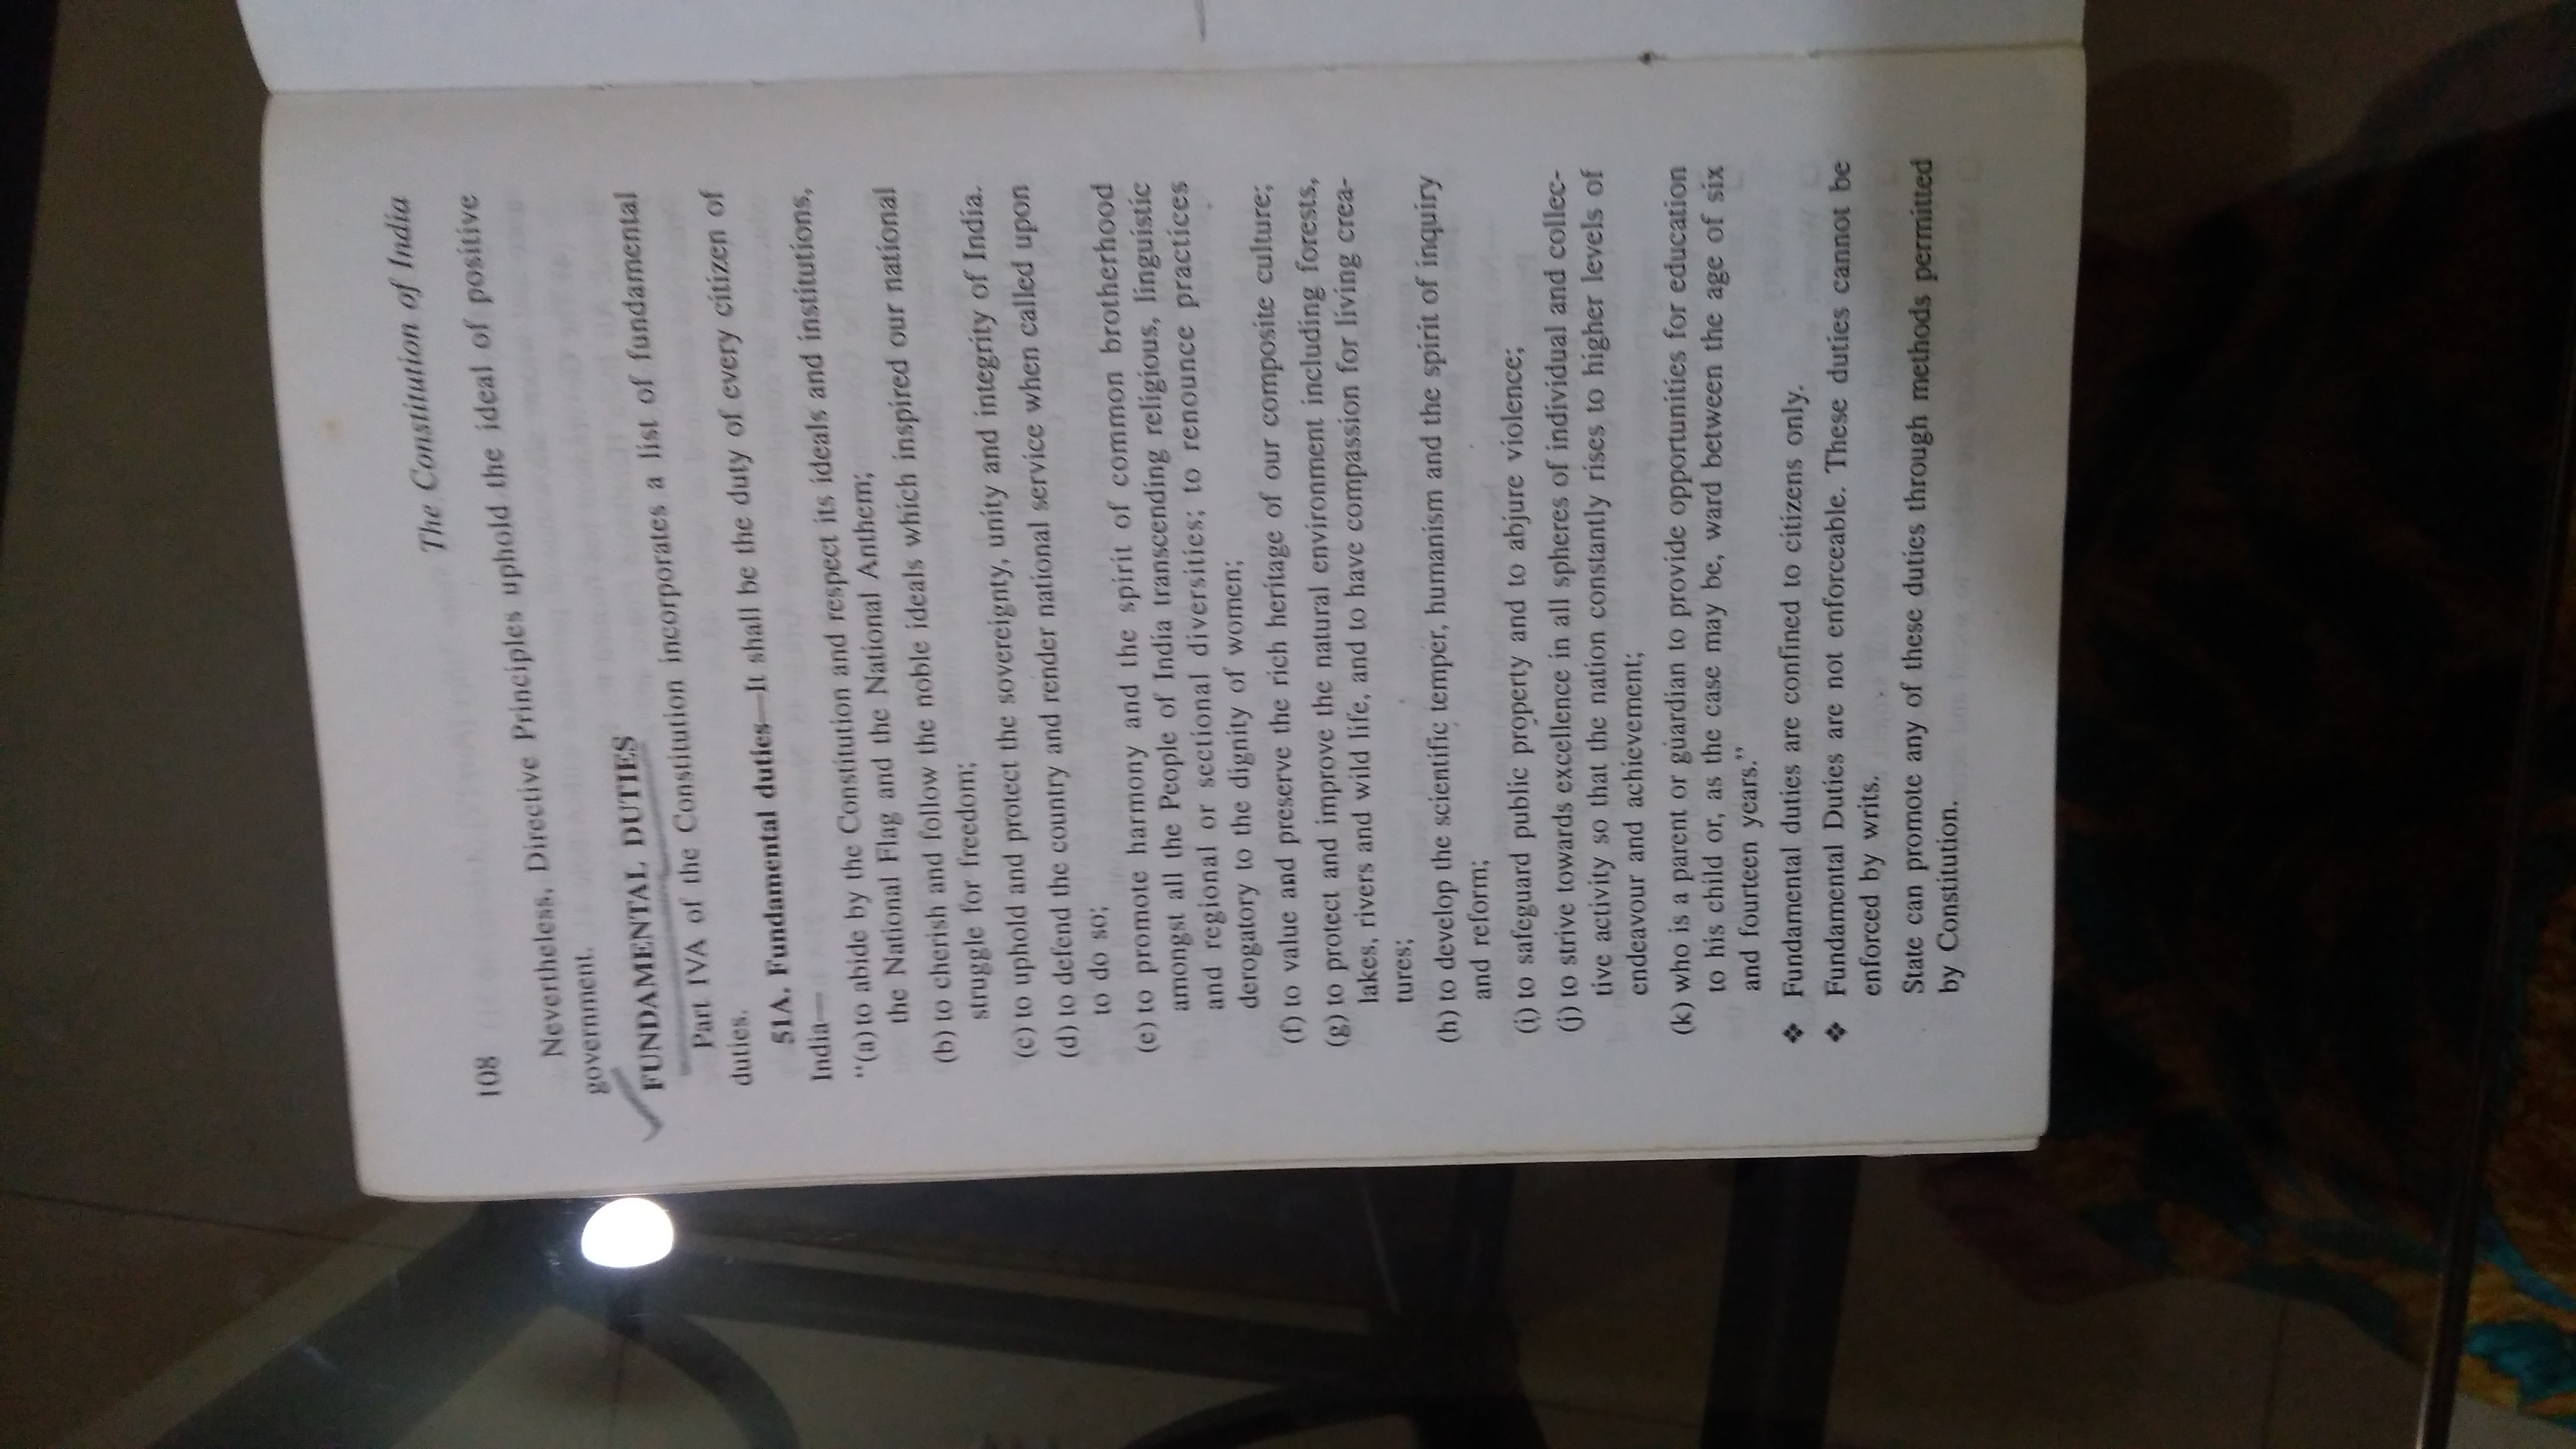 108
The Constitution of India
Nevertheless, Directive Principles uphold the ideal of positive
government.
FUNDAMENTAL DUTIES
Part IVA of the Constitution incorporates a list of fundamental
duties.
51A. Fundamental duties—It shall be the duty of every citizen of
India—
"(a) to abide by the Constitution and respect its ideals and institutions,
the National Flag and the National Anthem;
(b) to cherish and follow the noble ideals which inspired our national
struggle for freedom;
(c) to uphold and protect the sovereignty, unity and integrity of India.
(d) to defend the country and render national service when called upon
to do so;
(e) to promote harmony and the spirit of common brotherhood
amongst all the People of India transcending religious, linguistic
and regional or sectional diversities; to renounce practices
derogatory to the dignity of women;
(f) to value and preserve the rich heritage of our composite culture;
(g) to protect and improve the natural environment including forests,
lakes, rivers and wild life, and to have compassion for living crea-
tures;
(h) to develop the scientific temper, humanism and the spirit of inquiry
and reform;
(i) to safeguard public property and to abjure violence;
(j) to strive towards excellence in all spheres of individual and collec-
tive activity so that the nation constantly rises to higher levels of
endeavour and achievement;
(k) who is a parent or guardian to provide opportunities for education
to his child or, as the case may be, ward between the age of six
and fourteen years."
❖ Fundamental duties are confined to citizens only.
❖ Fundamental Duties are not enforceable. These duties cannot be
enforced by writs.
State can promote any of these duties through methods permitted
by Constitution.